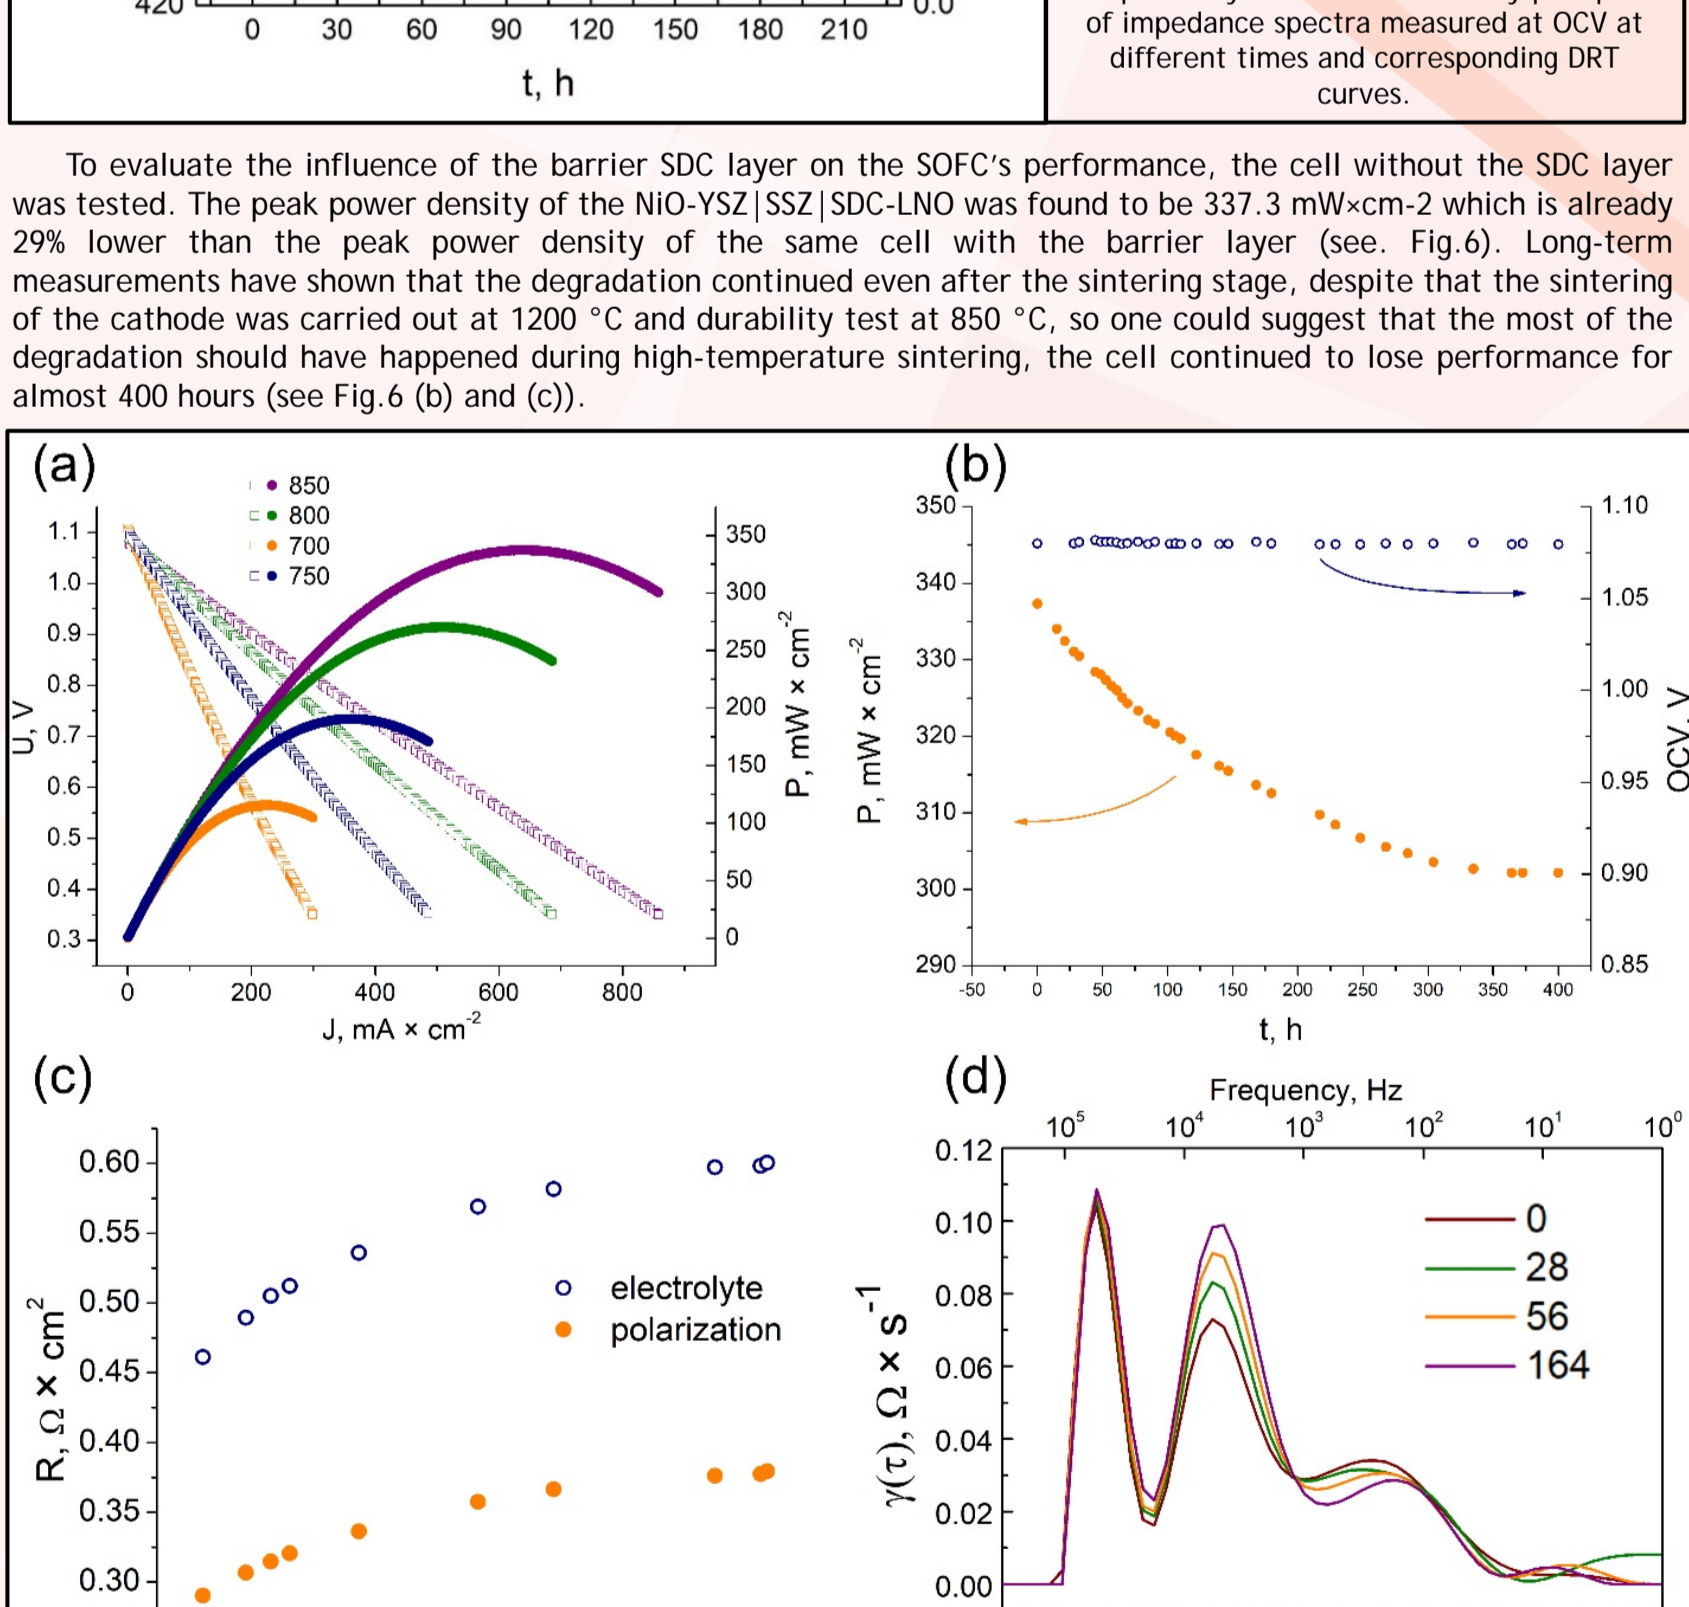 420
0.0
0 30 60 90 120 150 180 210
t, h
of impedance spectra measured at OCV at
different times and corresponding DRT
curves.
To evaluate the influence of the barrier SDC layer on the SOFC's performance, the cell without the SDC layer
was tested. The peak power density of the NiO-YSZ|SSZ|SDC-LNO was found to be 337.3 mW×cm-2 which is already
29% lower than the peak power density of the same cell with the barrier layer (see. Fig.6). Long-term
measurements have shown that the degradation continued even after the sintering stage, despite that the sintering
of the cathode was carried out at 1200 °C and durability test at 850 °C, so one could suggest that the most of the
degradation should have happened during high-temperature sintering, the cell continued to lose performance for
almost 400 hours (see Fig.6 (b) and (c)).
(a)
850
800
700
750
U, V
1.1
1.0
0.9
0.8
0.7
0.6
0.5
0.4
0.3
350
300
250
200
150
100
50
0
P, mW × cm⁻²
0 200 400 600 800
J, mA × cm⁻²
(b)
P, mW × cm⁻²
350
340
330
320
310
300
290
1.10
1.05
1.00
0.95
0.90
0.85
OCV, V
-50 0 50 100 150 200 250 300 350 400
t, h
(c)
R, Ω × cm²
0.60
0.55
0.50
0.45
0.40
0.35
0.30
electrolyte
polarization
(d)
Frequency, Hz
10⁵ 10⁴ 10³ 10² 10¹ 10⁰
γ(τ), Ω × s⁻¹
0.12
0.10
0.08
0.06
0.04
0.02
0.00
0
28
56
164